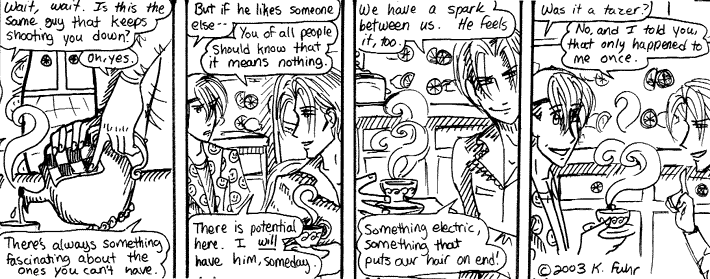 Wait, wait. Is this the
same guy that keeps
shooting you down?
Oh, yes.
There's always something
fascinating about the
ones you can't have.
But if he likes someone
else--
You of all people
should know that
it means nothing.
There is potential
here. I will
have him, someday.
We have a spark
between us. He feels
it, too.
Something electric,
something that
puts our hair on end!
Was it a tazer?
No, and I told you,
that only happened to
me once.
©2003 K. Fuhr